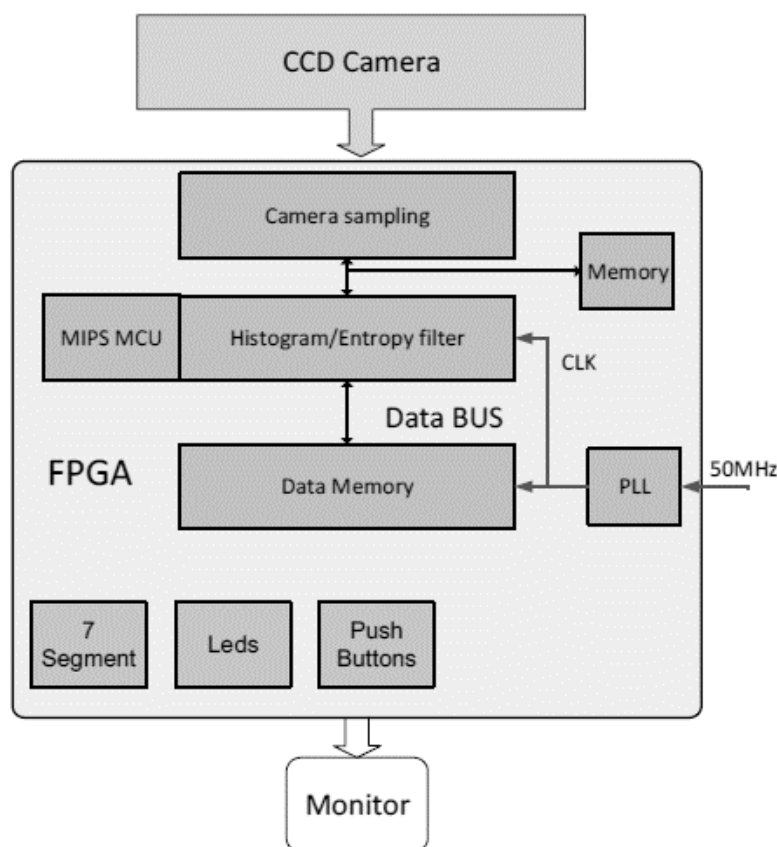 CCD Camera
Camera sampling
Memory
MIPS MCU
Histogram/Entropy filter
CLK
Data BUS
FPGA
Data Memory
PLL
50MHz
7
Segment
Leds
Push
Buttons
Monitor